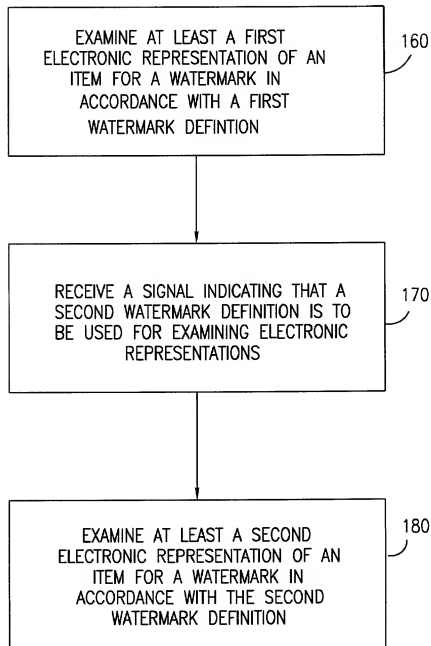 EXAMINE AT LEAST A FIRST
ELECTRONIC REPRESENTATION OF AN
ITEM FOR A WATERMARK IN
ACCORDANCE WITH A FIRST
WATERMARK DEFINTION
160
RECEIVE A SIGNAL INDICATING THAT A
SECOND WATERMARK DEFINITION IS TO
BE USED FOR EXAMINING ELECTRONIC
REPRESENTATIONS
170
EXAMINE AT LEAST A SECOND
ELECTRONIC REPRESENTATION OF AN
ITEM FOR A WATERMARK IN
ACCORDANCE WITH THE SECOND
WATERMARK DEFINITION
180